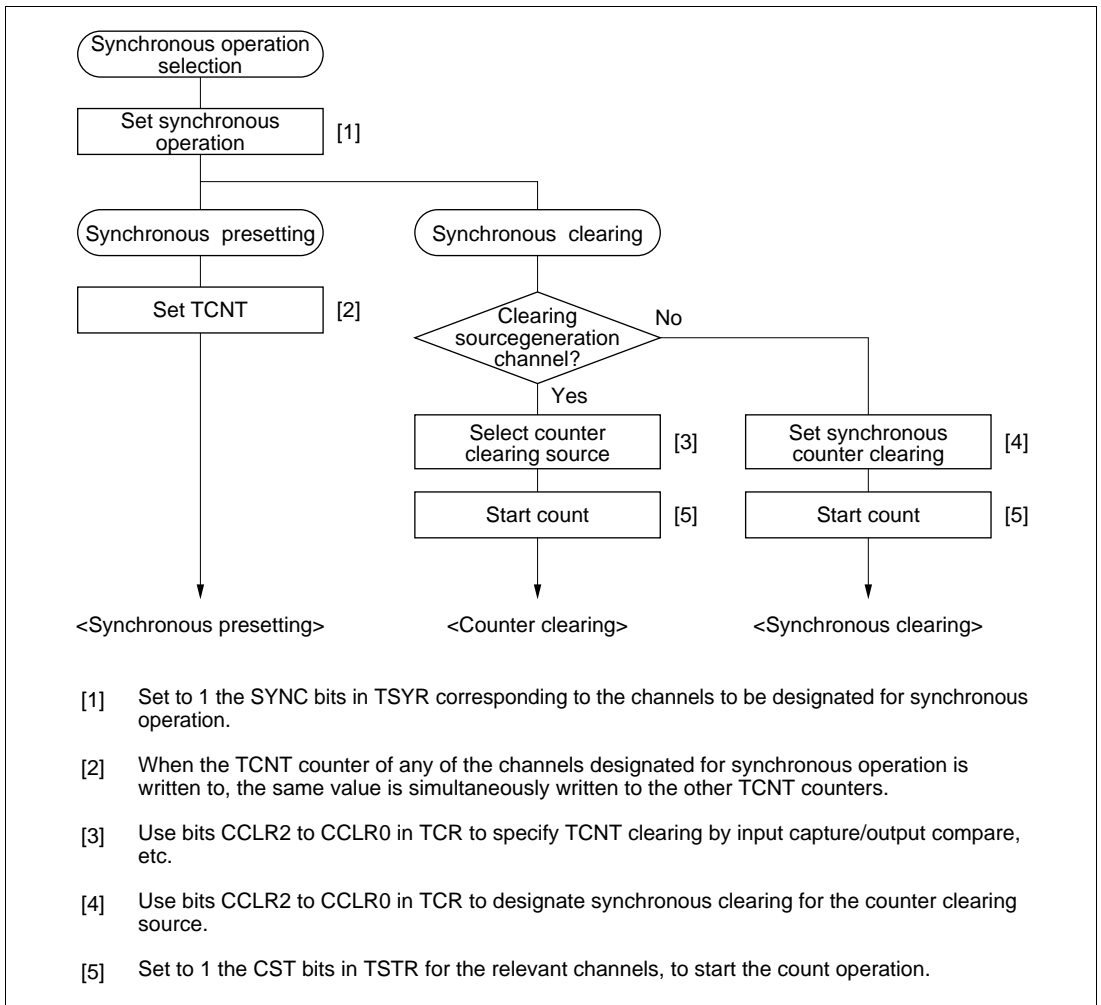 Synchronous operation
selection
Set synchronous
operation
[1]
Synchronous presetting
Synchronous clearing
Set TCNT
[2]
Clearing
sourcegeneration
channel?
No
Yes
Select counter
clearing source
[3]
Set synchronous
counter clearing
[4]
Start count
[5]
Start count
[5]
<Synchronous presetting>
<Counter clearing>
<Synchronous clearing>
[1] Set to 1 the SYNC bits in TSYR corresponding to the channels to be designated for synchronous
operation.
[2] When the TCNT counter of any of the channels designated for synchronous operation is
written to, the same value is simultaneously written to the other TCNT counters.
[3] Use bits CCLR2 to CCLR0 in TCR to specify TCNT clearing by input capture/output compare,
etc.
[4] Use bits CCLR2 to CCLR0 in TCR to designate synchronous clearing for the counter clearing
source.
[5] Set to 1 the CST bits in TSTR for the relevant channels, to start the count operation.